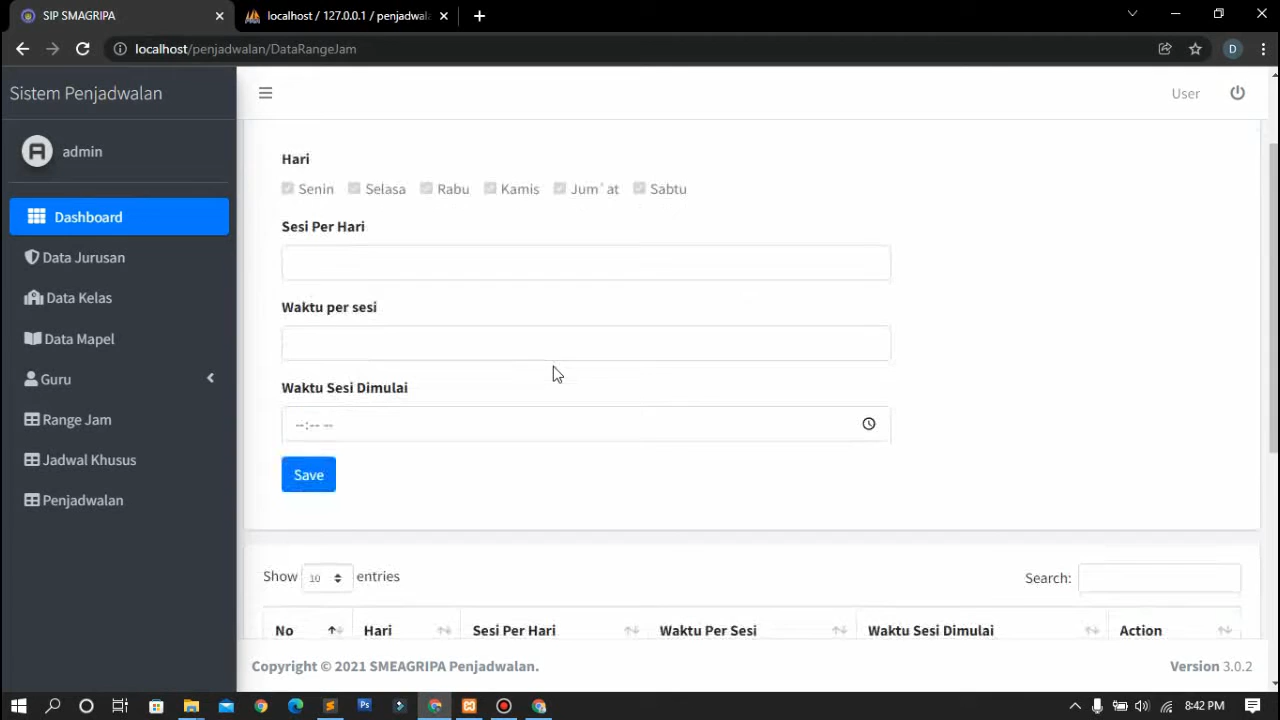 SIP SMAGRIPA
localhost / 127.0.0.1 / penjadwala
localhost/penjadwalan/DataRangeJam
D
Sistem Penjadwalan
User
admin
Dashboard
Data Jurusan
Data Kelas
Data Mapel
Guru
Range Jam
Jadwal Khusus
Penjadwalan
Hari
Senin Selasa Rabu Kamis Jum`at Sabtu
Sesi Per Hari
Waktu per sesi
Waktu Sesi Dimulai
--:-- --
Save
Show 10 entries
Search:
No Hari Sesi Per Hari Waktu Per Sesi Waktu Sesi Dimulai Action
Copyright © 2021 SMEAGRIPA Penjadwalan.
Version 3.0.2
8:42 PM